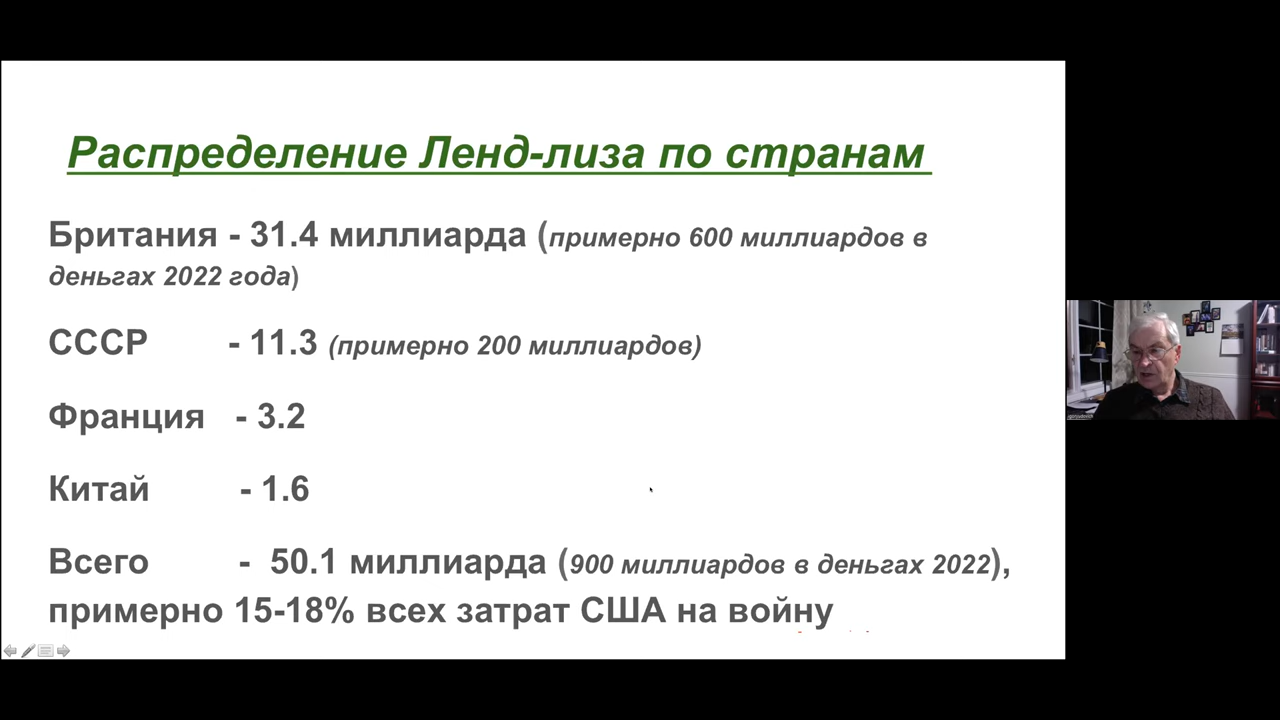 Распределение Ленд-лиза по странам
Британия - 31.4 миллиарда (примерно 600 миллиардов в
деньгах 2022 года)
СССР - 11.3 (примерно 200 миллиардов)
Франция - 3.2
Китай - 1.6
Всего - 50.1 миллиарда (900 миллиардов в деньгах 2022),
примерно 15-18% всех затрат США на войну